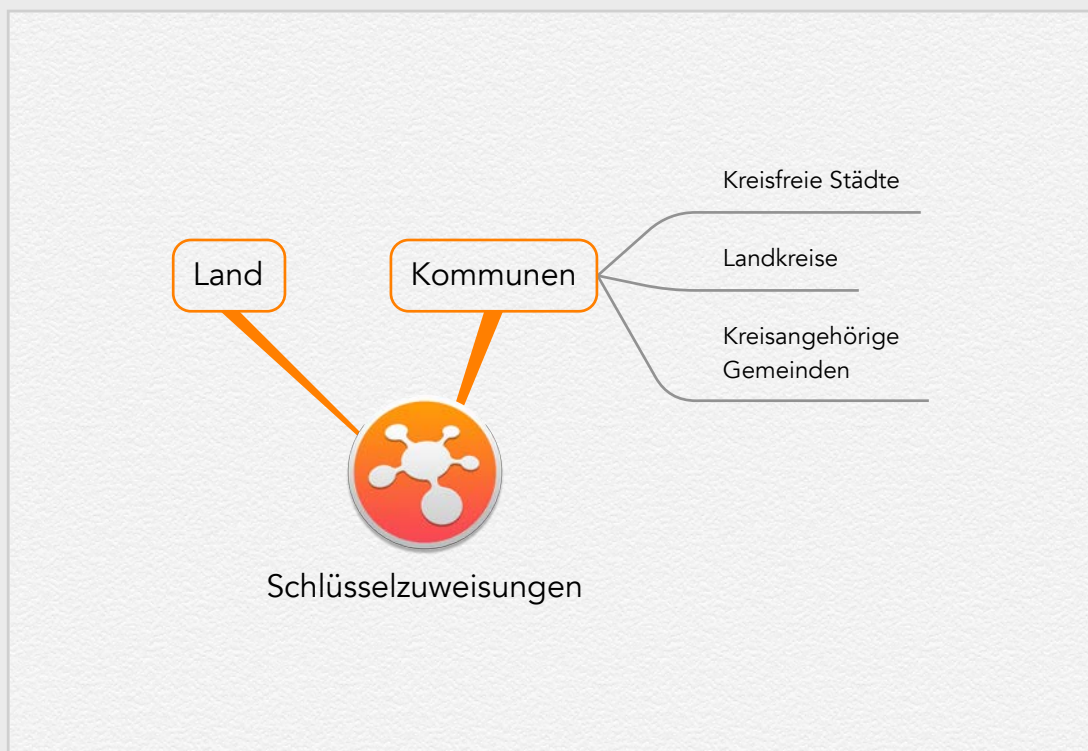 Kreisfreie Städte
Land
Kommunen
Landkreise
Kreisangehörige
Gemeinden
Schlüsselzuweisungen